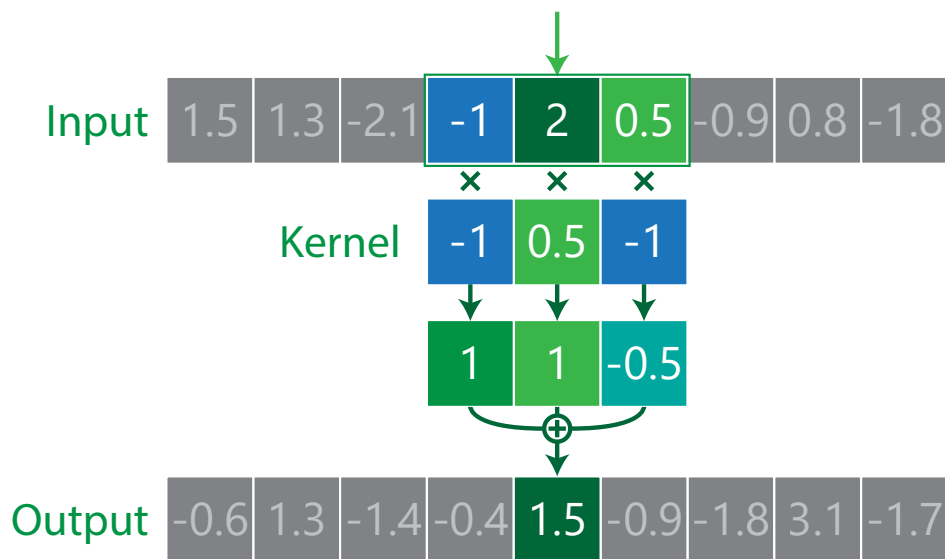 Input 1.5 1.3 -2.1 -1 2 0.5 -0.9 0.8 -1.8
× × ×
Kernel -1 0.5 -1
1 1 -0.5
+
Output -0.6 1.3 -1.4 -0.4 1.5 -0.9 -1.8 3.1 -1.7